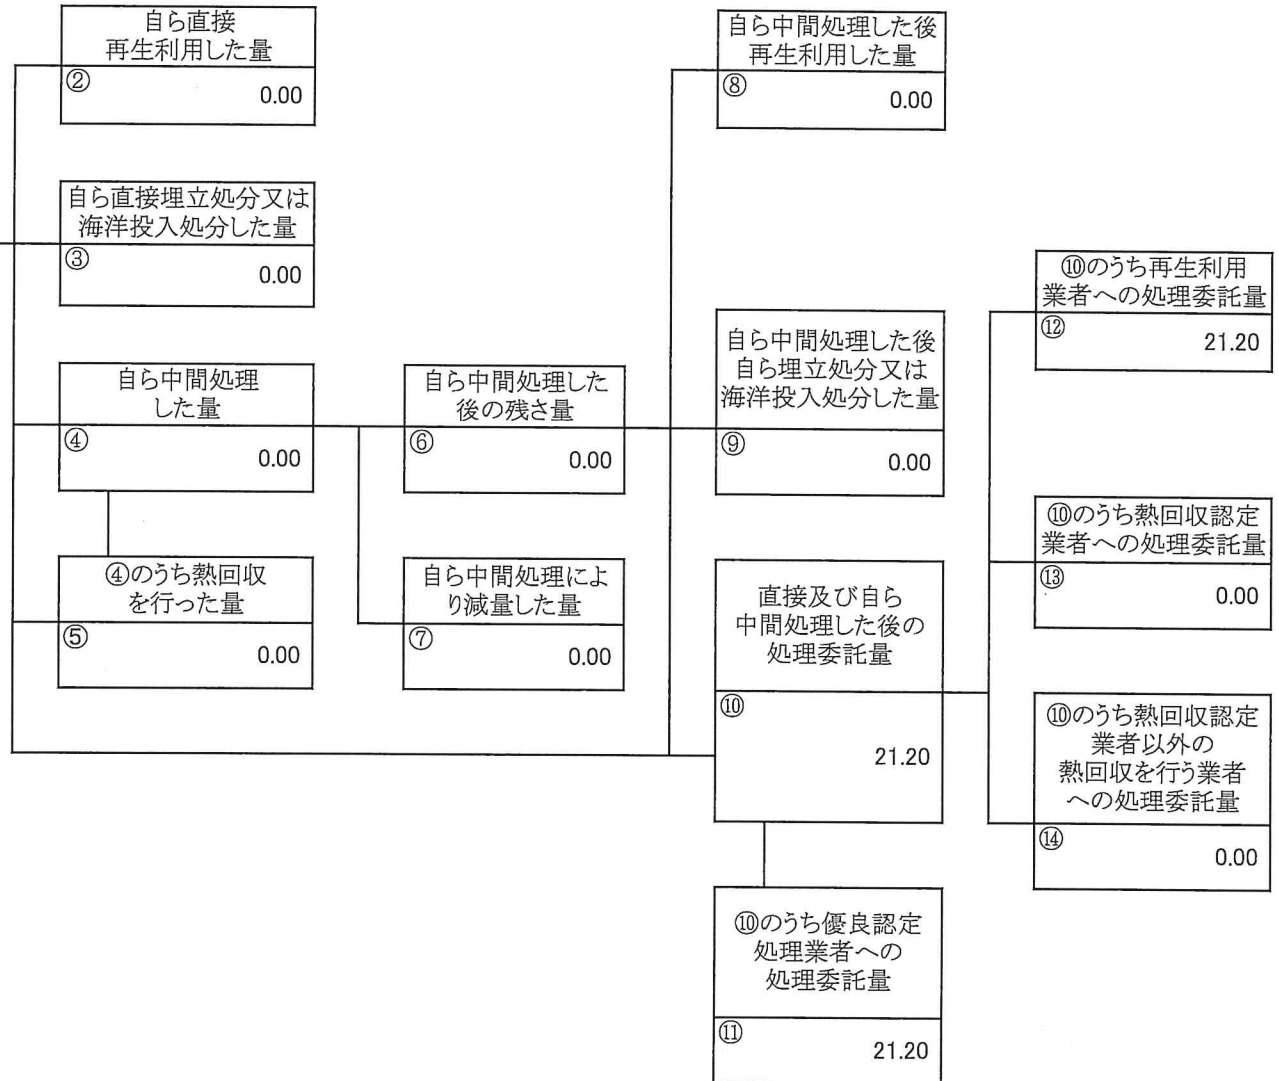 自ら直接
再生利用した量
②
0.00
自ら中間処理した後
再生利用した量
⑧
0.00
自ら直接埋立処分又は
海洋投入処分した量
③
0.00
⑩のうち再生利用
業者への処理委託量
⑫
21.20
自ら中間処理
した量
④
0.00
自ら中間処理した
後の残さ量
⑥
0.00
自ら中間処理した後
自ら埋立処分又は
海洋投入処分した量
⑨
0.00
⑩のうち熱回収認定
業者への処理委託量
⑬
0.00
④のうち熱回収
を行った量
⑤
0.00
自ら中間処理によ
り減量した量
⑦
0.00
直接及び自ら
中間処理した後の
処理委託量
⑩
21.20
⑩のうち熱回収認定
業者以外の
熱回収を行う業者
への処理委託量
⑭
0.00
⑩のうち優良認定
処理業者への
処理委託量
⑪
21.20